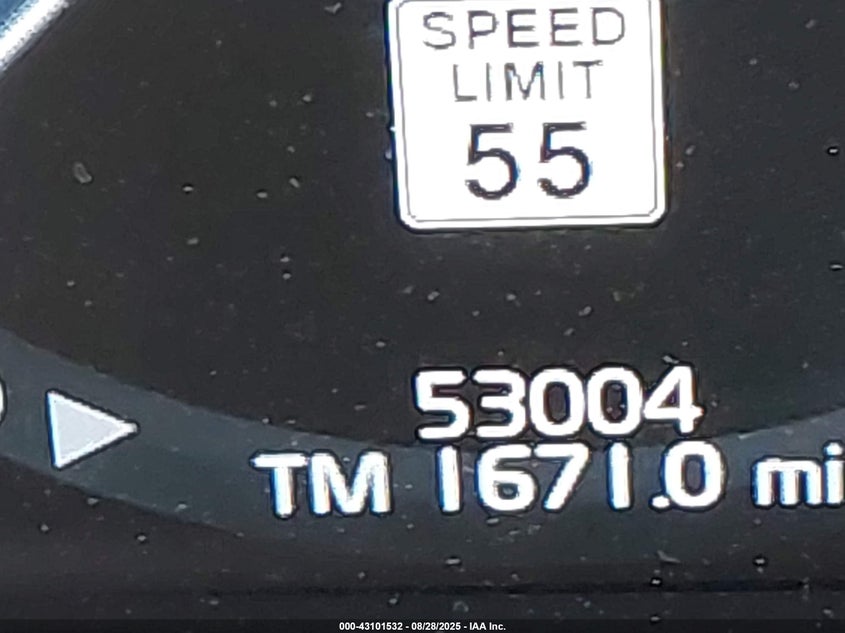 SPEED
LIMIT
55
53004
TM 1671.0 mi
000-43101532 - 08/28/2025 - IAA Inc.